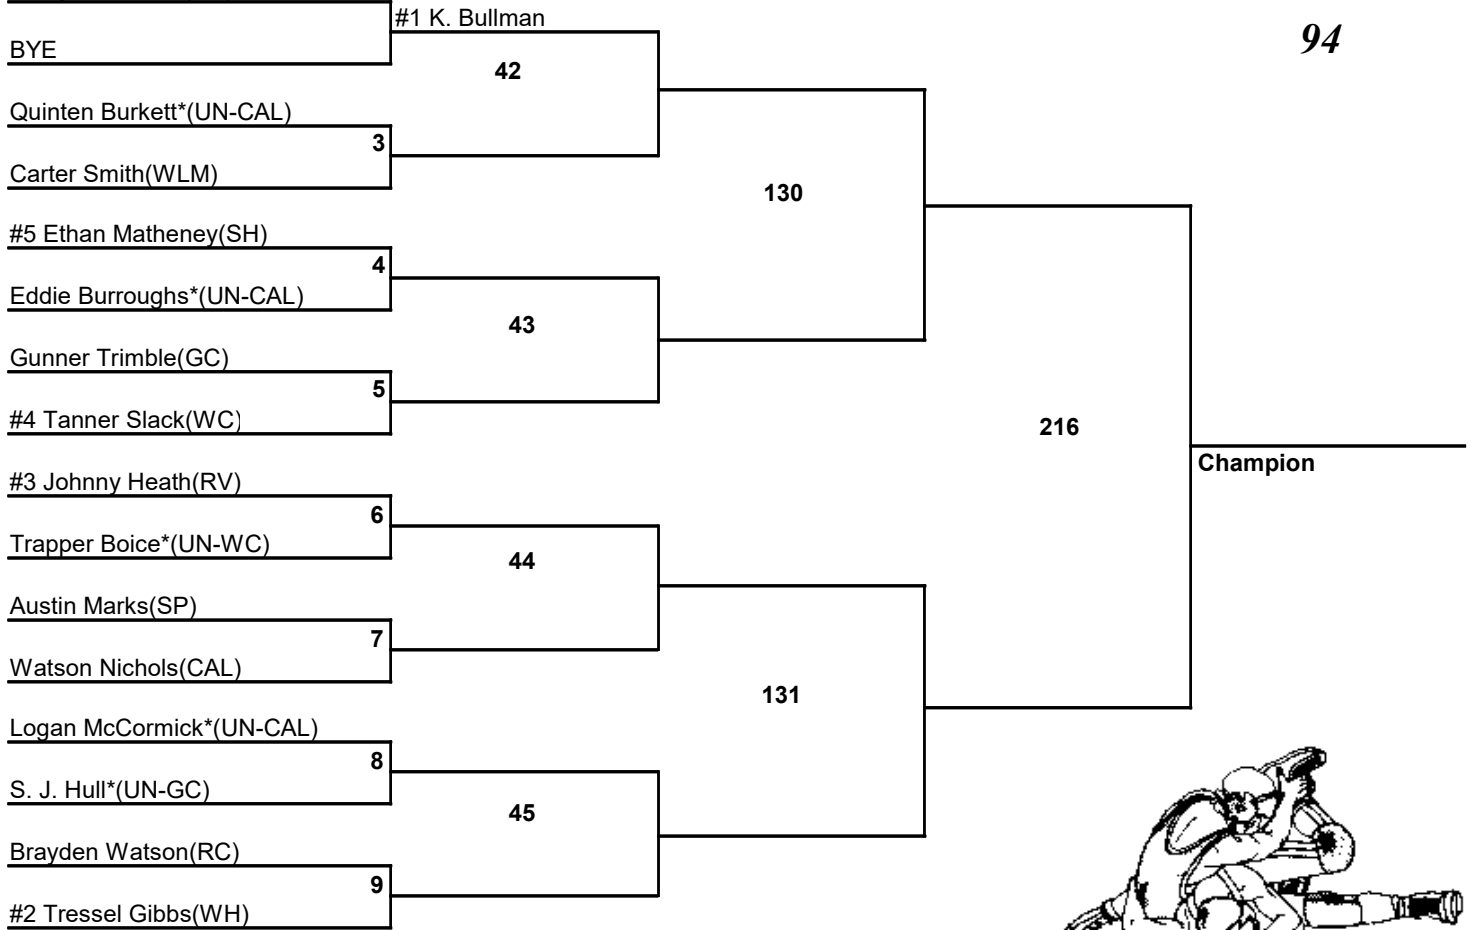 #1 K. Bullman
94
BYE
42
Quinten Burkett*(UN-CAL)
3
Carter Smith(WLM)
130
#5 Ethan Matheney(SH)
4
Eddie Burroughs*(UN-CAL)
43
Gunner Trimble(GC)
5
#4 Tanner Slack(WC)
216
Champion
#3 Johnny Heath(RV)
6
Trapper Boice*(UN-WC)
44
Austin Marks(SP)
7
Watson Nichols(CAL)
131
Logan McCormick*(UN-CAL)
8
S. J. Hull*(UN-GC)
45
Brayden Watson(RC)
9
#2 Tressel Gibbs(WH)